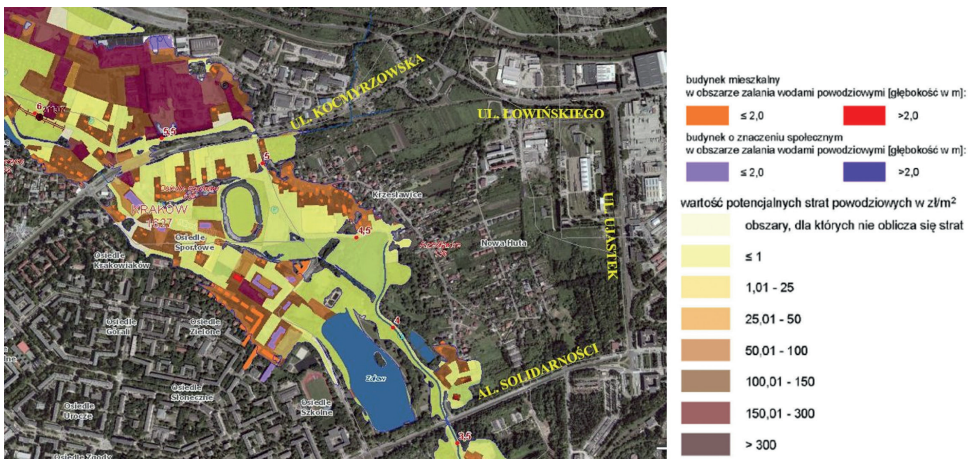 UL. KOCMYRZOWSKA
UL. ŁOWIŃSKIEGO
UL. UJASTEK
AL. SOLIDARNOŚCI
6
5,5
5
4,5
4
3,5
KRAKÓW
Krzesławice
Nowa Huta
Osiedle
Sportowe
Osiedle
Krakowiaków
Osiedle
Górali
Osiedle
Zielone
Osiedle
Słoneczne
Osiedle
Urocze
Osiedle
Szkolne
Osiedle Zgody
Zalew
budynek mieszkalny
w obszarze zalania wodami powodziowymi [głębokość w m]:
≤ 2,0 >2,0
budynek o znaczeniu społecznym
w obszarze zalania wodami powodziowymi [głębokość w m]:
≤ 2,0 >2,0
wartość potencjalnych strat powodziowych w zł/m²
obszary, dla których nie oblicza się strat
≤ 1
1,01 - 25
25,01 - 50
50,01 - 100
100,01 - 150
150,01 - 300
> 300